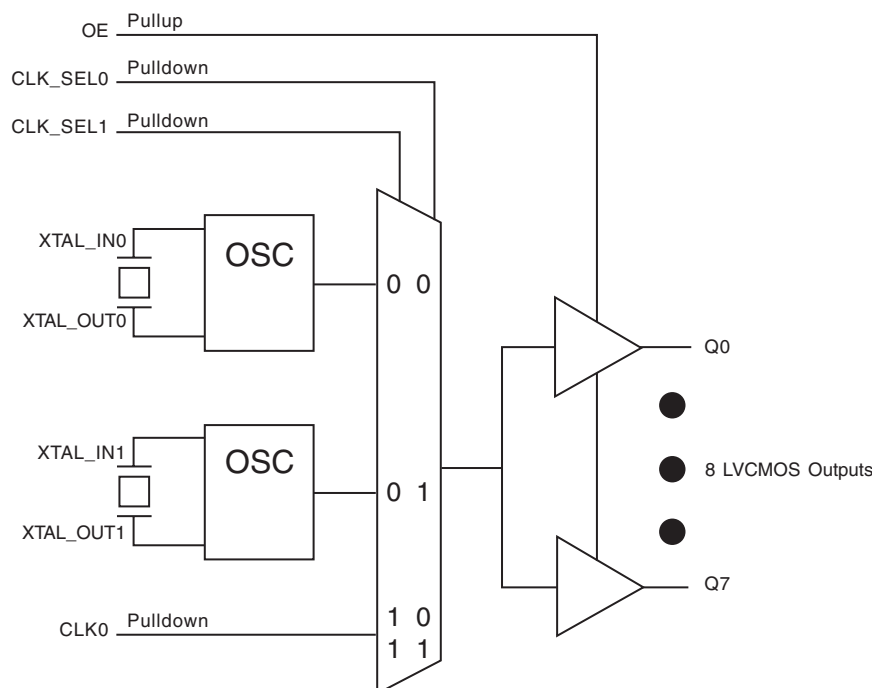 OE Pullup
CLK_SEL0 Pulldown
CLK_SEL1 Pulldown
XTAL_IN0
OSC
0 0
XTAL_OUT0
Q0
XTAL_IN1
OSC
8 LVCMOS Outputs
0 1
XTAL_OUT1
Q7
CLK0 Pulldown
1 0
1 1